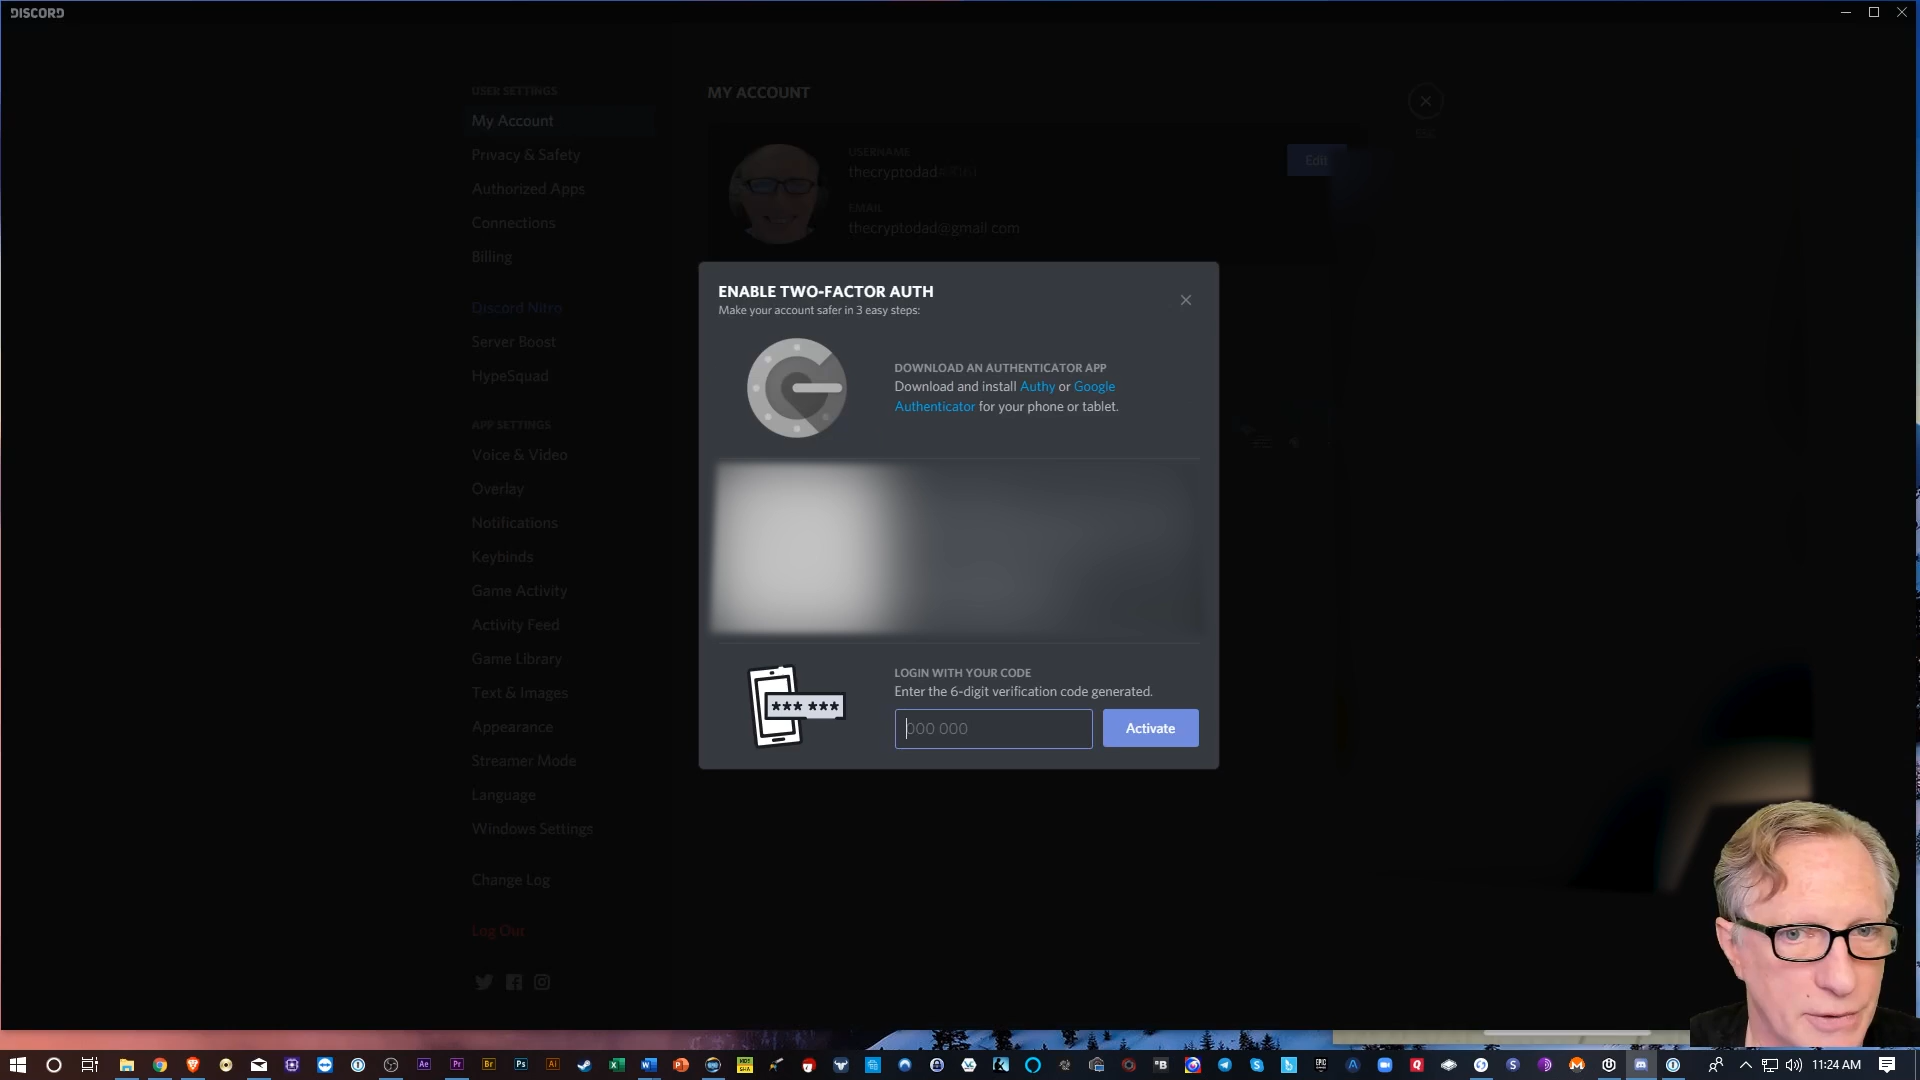 DISCORD
USER SETTINGS
My Account
Privacy & Safety
Authorized Apps
Connections
Billing
Discord Nitro
Server Boost
HypeSquad
APP SETTINGS
Voice & Video
Overlay
Notifications
Keybinds
Game Activity
Activity Feed
Game Library
Text & Images
Appearance
Streamer Mode
Language
Windows Settings
Change Log
Log Out
MY ACCOUNT
USERNAME
thecryptodad
EMAIL
thecryptodad@gmail.com
Edit
ESC
ENABLE TWO-FACTOR AUTH
Make your account safer in 3 easy steps:
DOWNLOAD AN AUTHENTICATOR APP
Download and install Authy or Google
Authenticator for your phone or tablet.
LOGIN WITH YOUR CODE
Enter the 6-digit verification code generated.
*** ***
000 000
Activate
11:24 AM